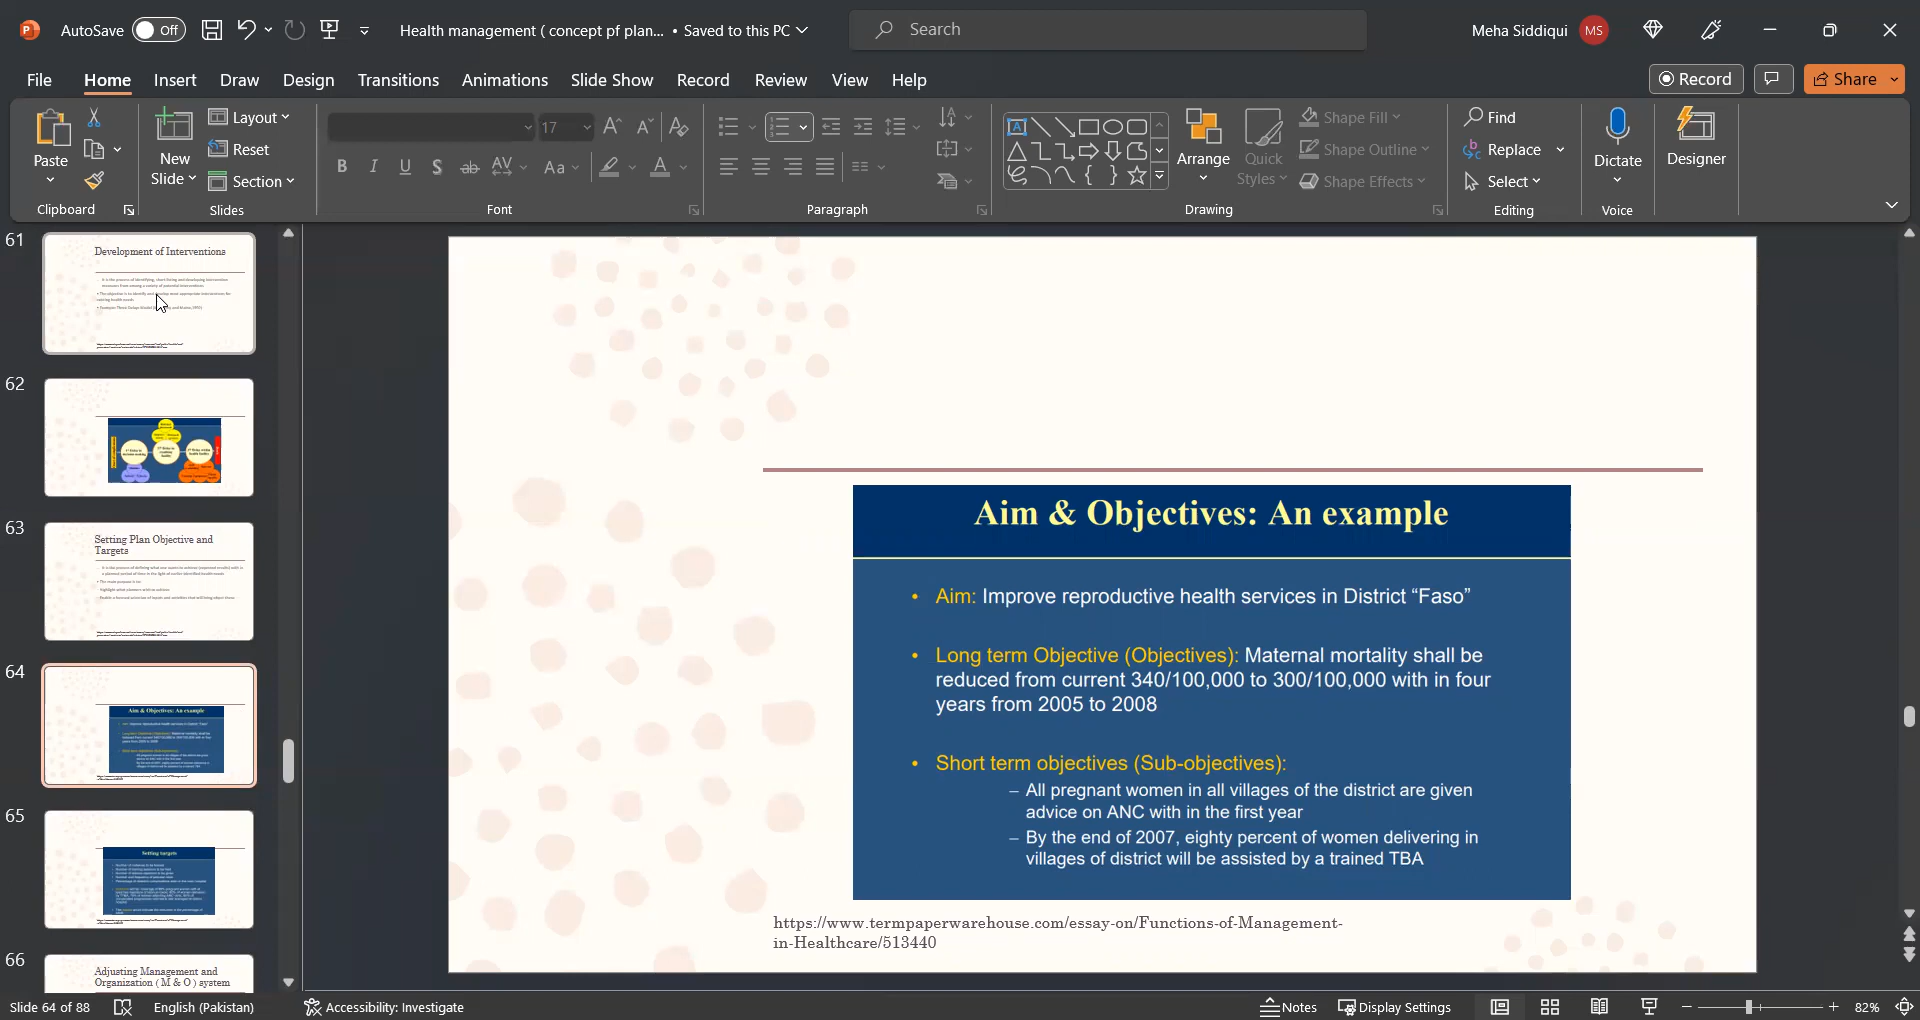 AutoSave Off
Health management ( concept pf plan... • Saved to this PC
Search
Meha Siddiqui MS
File Home Insert Draw Design Transitions Animations Slide Show Record Review View Help
Record
Share
Paste
New Slide
Layout
Reset
Section
17
B I U S ab AV Aa A
Arrange
Quick Styles
Shape Fill
Shape Outline
Shape Effects
Find
Replace
Select
Dictate
Designer
Clipboard Slides Font Paragraph Drawing Editing Voice
61
Development of Interventions
62
63
Setting Plan Objective and
Targets
64
Aim & Objectives: An example
65
Setting targets
66
Adjusting Management and
Organization ( M & O ) system
Aim & Objectives: An example
• Aim: Improve reproductive health services in District “Faso”
• Long term Objective (Objectives): Maternal mortality shall be
reduced from current 340/100,000 to 300/100,000 with in four
years from 2005 to 2008
• Short term objectives (Sub-objectives):
– All pregnant women in all villages of the district are given
advice on ANC with in the first year
– By the end of 2007, eighty percent of women delivering in
villages of district will be assisted by a trained TBA
https://www.termpaperwarehouse.com/essay-on/Functions-of-Management-
in-Healthcare/513440
Slide 64 of 88 English (Pakistan) Accessibility: Investigate Notes Display Settings 82%